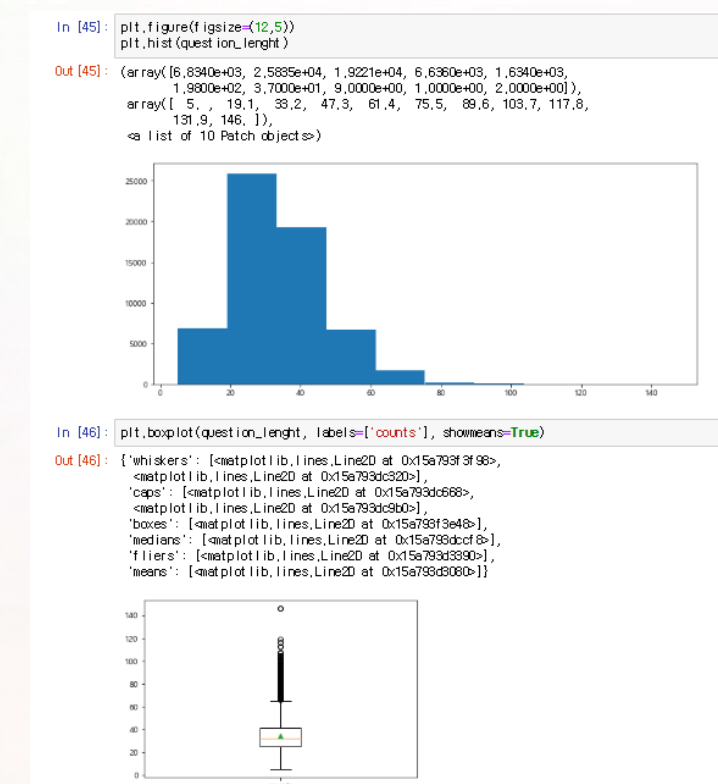 In [45]: plt.figure(figsize=(12,5))
plt.hist(question_lenght)
Out [45]: (array([6.8340e+03, 2.5835e+04, 1.9221e+04, 6.6360e+03, 1.6340e+03,
1.9800e+02, 3.7000e+01, 9.0000e+00, 1.0000e+00, 2.0000e+00]),
array([ 5. , 19.1, 33.2, 47.3, 61.4, 75.5, 89.6, 103.7, 117.8,
131.9, 146. ]),
<a list of 10 Patch objects>)
25000
20000
15000
10000
5000
0
0 20 40 60 80 100 120 140
In [46]: plt.boxplot(question_lenght, labels=['counts'], showmeans=True)
Out [46]: {'whiskers': [<matplotlib.lines.Line2D at 0x15a793f3f98>,
<matplotlib.lines.Line2D at 0x15a793dc320>],
'caps': [<matplotlib.lines.Line2D at 0x15a793dc668>,
<matplotlib.lines.Line2D at 0x15a793dc9b0>],
'boxes': [<matplotlib.lines.Line2D at 0x15a793f3e48>],
'medians': [<matplotlib.lines.Line2D at 0x15a793dccf8>],
'fliers': [<matplotlib.lines.Line2D at 0x15a793d3390>],
'means': [<matplotlib.lines.Line2D at 0x15a793d3080>]}
140
120
100
80
60
40
20
0